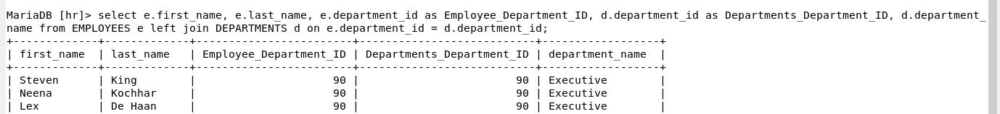 MariaDB [hr]> select e.first_name, e.last_name, e.department_id as Employee_Department_ID, d.department_id as Departments_Department_ID, d.department_
name from EMPLOYEES e left join DEPARTMENTS d on e.department_id = d.department_id;
+-------------+-------------+------------------------+---------------------------+------------------+
| first_name  | last_name   | Employee_Department_ID | Departments_Department_ID | department_name  |
+-------------+-------------+------------------------+---------------------------+------------------+
| Steven      | King        |                     90 |                        90 | Executive        |
| Neena       | Kochhar     |                     90 |                        90 | Executive        |
| Lex         | De Haan     |                     90 |                        90 | Executive        |